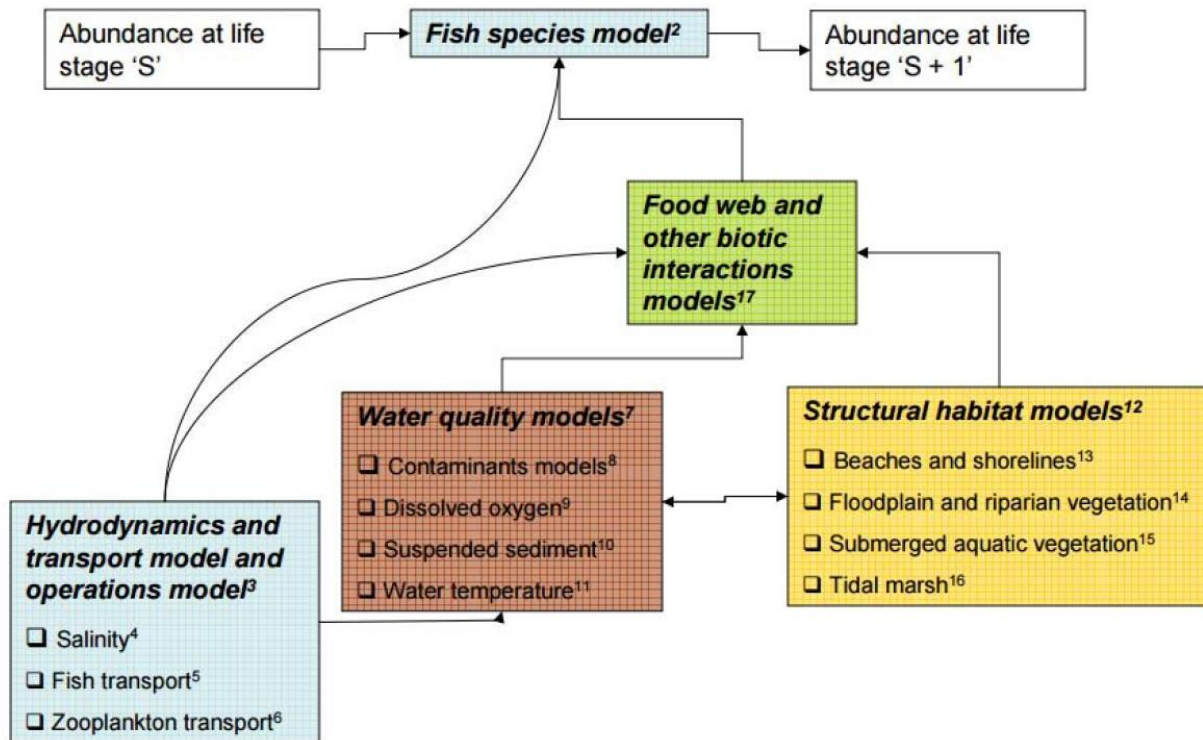 Abundance at life
stage ‘S’
Fish species model²
Abundance at
life
stage ‘S + 1’
Food web and
other biotic
interactions
models¹⁷
Water quality models⁷
❑ Contaminants models⁸
❑ Dissolved oxygen⁹
❑ Suspended sediment¹⁰
❑ Water temperature¹¹
Structural habitat models¹²
❑ Beaches and shorelines¹³
❑ Floodplain and riparian vegetation¹⁴
❑ Submerged aquatic vegetation¹⁵
❑ Tidal marsh¹⁶
Hydrodynamics and
transport model and
operations model³
❑ Salinity⁴
❑ Fish transport⁵
❑ Zooplankton transport⁶